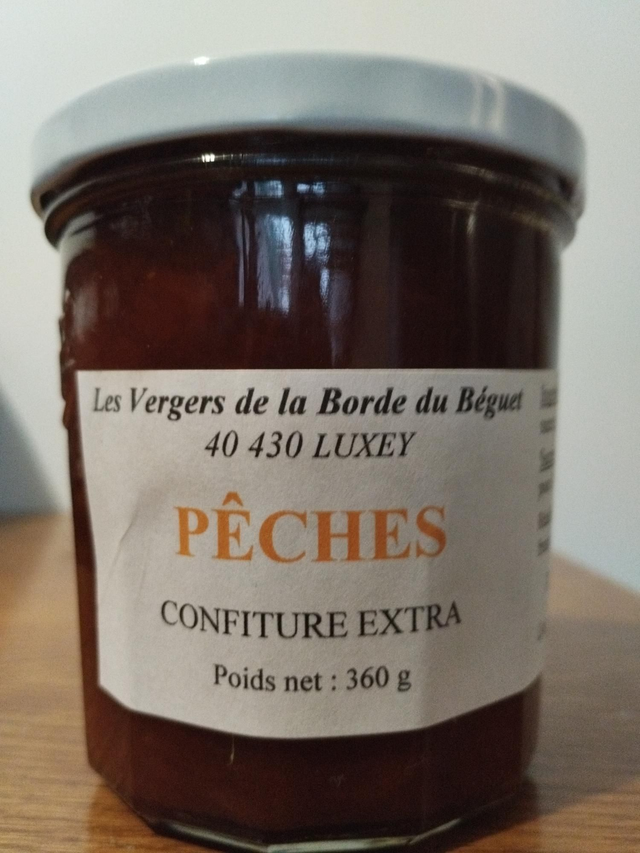 Les Vergers de la Borde du Béguet
40 430 LUXEY
PÊCHES
CONFITURE EXTRA
Poids net : 360 g